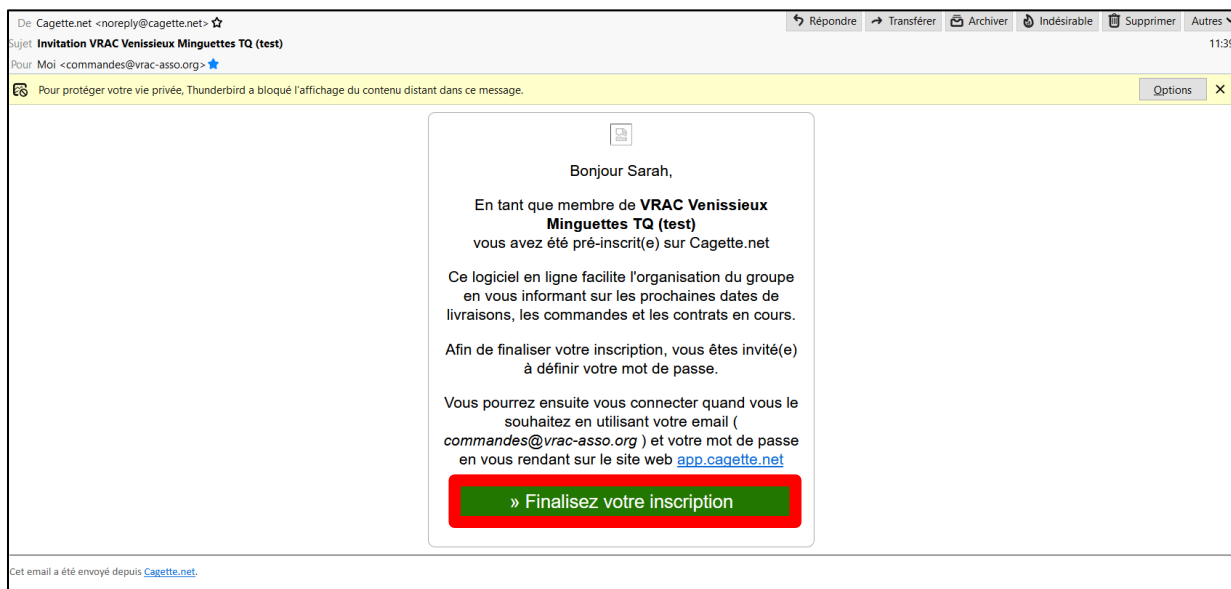 De Cagette.net <noreply@cagette.net>
Répondre Transférer Archiver Indésirable Supprimer Autres
Sujet Invitation VRAC Venissieux Minguettes TQ (test)
11:39
Pour Moi <commandes@vrac-asso.org>
Pour protéger votre vie privée, Thunderbird a bloqué l'affichage du contenu distant dans ce message.
Options
Bonjour Sarah,
En tant que membre de VRAC Venissieux
Minguettes TQ (test)
vous avez été pré-inscrit(e) sur Cagette.net
Ce logiciel en ligne facilite l'organisation du groupe
en vous informant sur les prochaines dates de
livraisons, les commandes et les contrats en cours.
Afin de finaliser votre inscription, vous êtes invité(e)
à définir votre mot de passe.
Vous pourrez ensuite vous connecter quand vous le
souhaitez en utilisant votre email (
commandes@vrac-asso.org ) et votre mot de passe
en vous rendant sur le site web app.cagette.net
» Finalisez votre inscription
Cet email a été envoyé depuis Cagette.net.